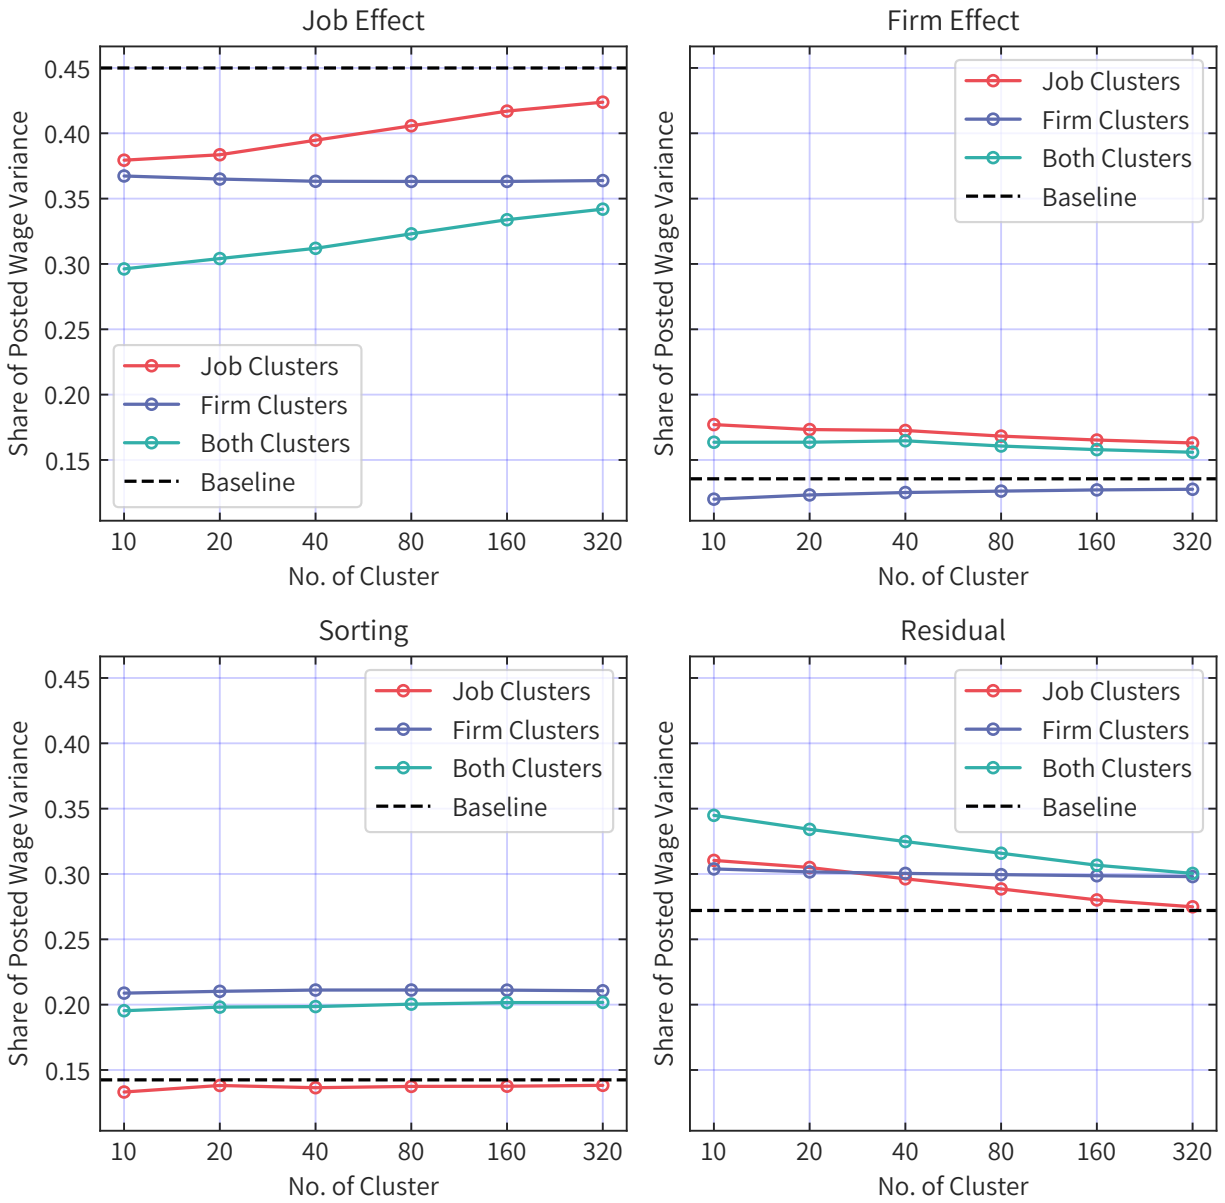 Job Effect
Share of Posted Wage Variance
0.45
0.40
0.35
0.30
0.25
0.20
0.15
Job Clusters
Firm Clusters
Both Clusters
Baseline
10 20 40 80 160 320
No. of Cluster
Firm Effect
Share of Posted Wage Variance
Job Clusters
Firm Clusters
Both Clusters
Baseline
10 20 40 80 160 320
No. of Cluster
Sorting
Share of Posted Wage Variance
0.45
0.40
0.35
0.30
0.25
0.20
0.15
Job Clusters
Firm Clusters
Both Clusters
Baseline
10 20 40 80 160 320
No. of Cluster
Residual
Share of Posted Wage Variance
Job Clusters
Firm Clusters
Both Clusters
Baseline
10 20 40 80 160 320
No. of Cluster